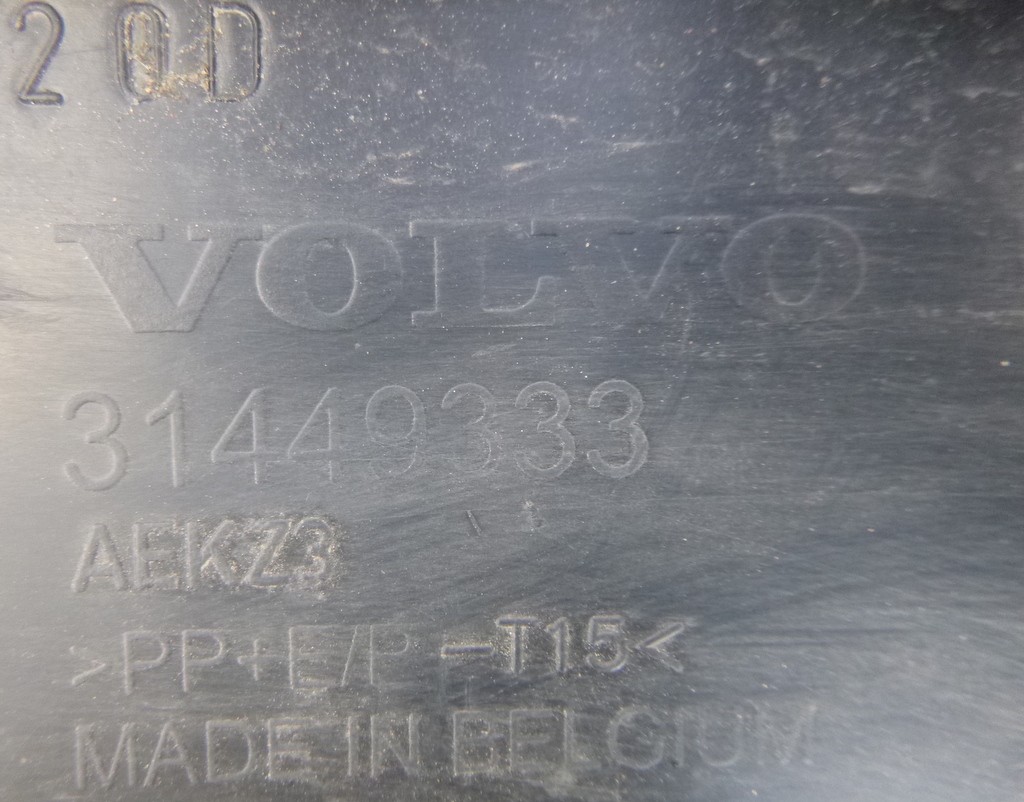 20D
VOLVO
31449333
AEKZ3
>PP+E/P-T15<
MADE IN BELGIUM